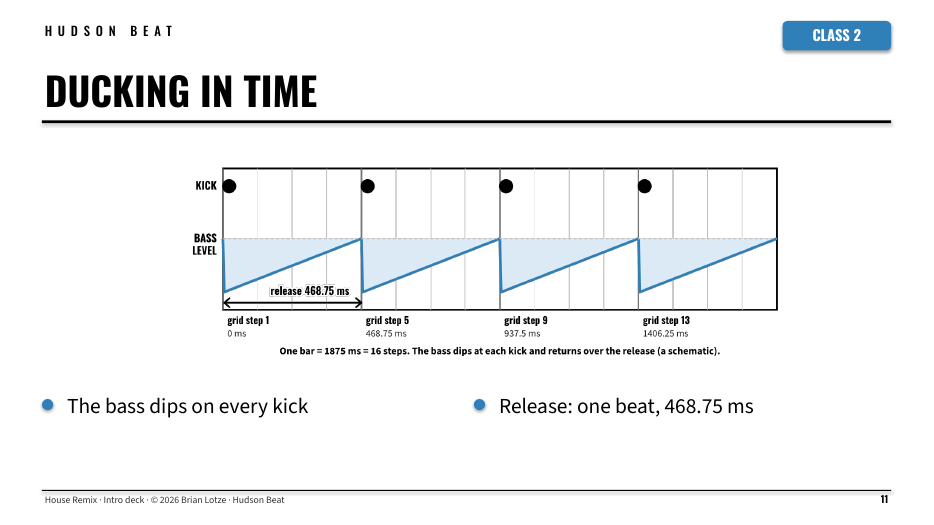 HUDSON BEAT
CLASS 2
DUCKING IN TIME
KICK
BASS
LEVEL
release 468.75 ms
grid step 1
0 ms
grid step 5
468.75 ms
grid step 9
937.5 ms
grid step 13
1406.25 ms
One bar = 1875 ms = 16 steps. The bass dips at each kick and returns over the release (a schematic).
The bass dips on every kick
Release: one beat, 468.75 ms
House Remix · Intro deck · © 2026 Brian Lotze · Hudson Beat
11